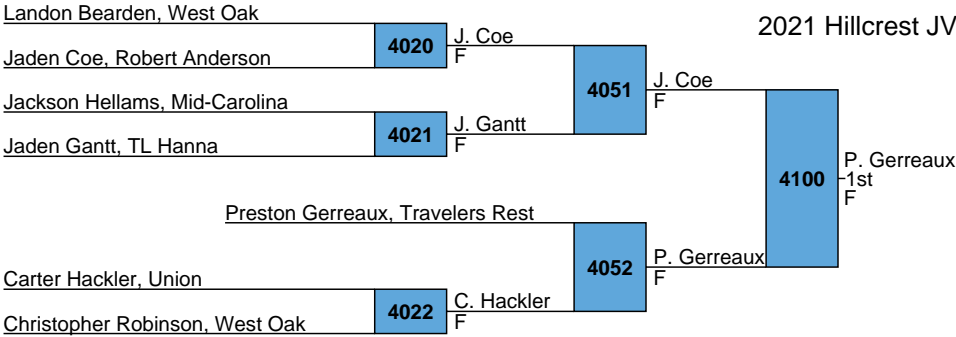 Landon Bearden, West Oak
2021 Hillcrest JV
4020
J. Coe
F
Jaden Coe, Robert Anderson
4051
J. Coe
F
Jackson Hellams, Mid-Carolina
4021
J. Gantt
F
Jaden Gantt, TL Hanna
4100
P. Gerreaux
1st
F
Preston Gerreaux, Travelers Rest
4052
P. Gerreaux
F
Carter Hackler, Union
4022
C. Hackler
F
Christopher Robinson, West Oak